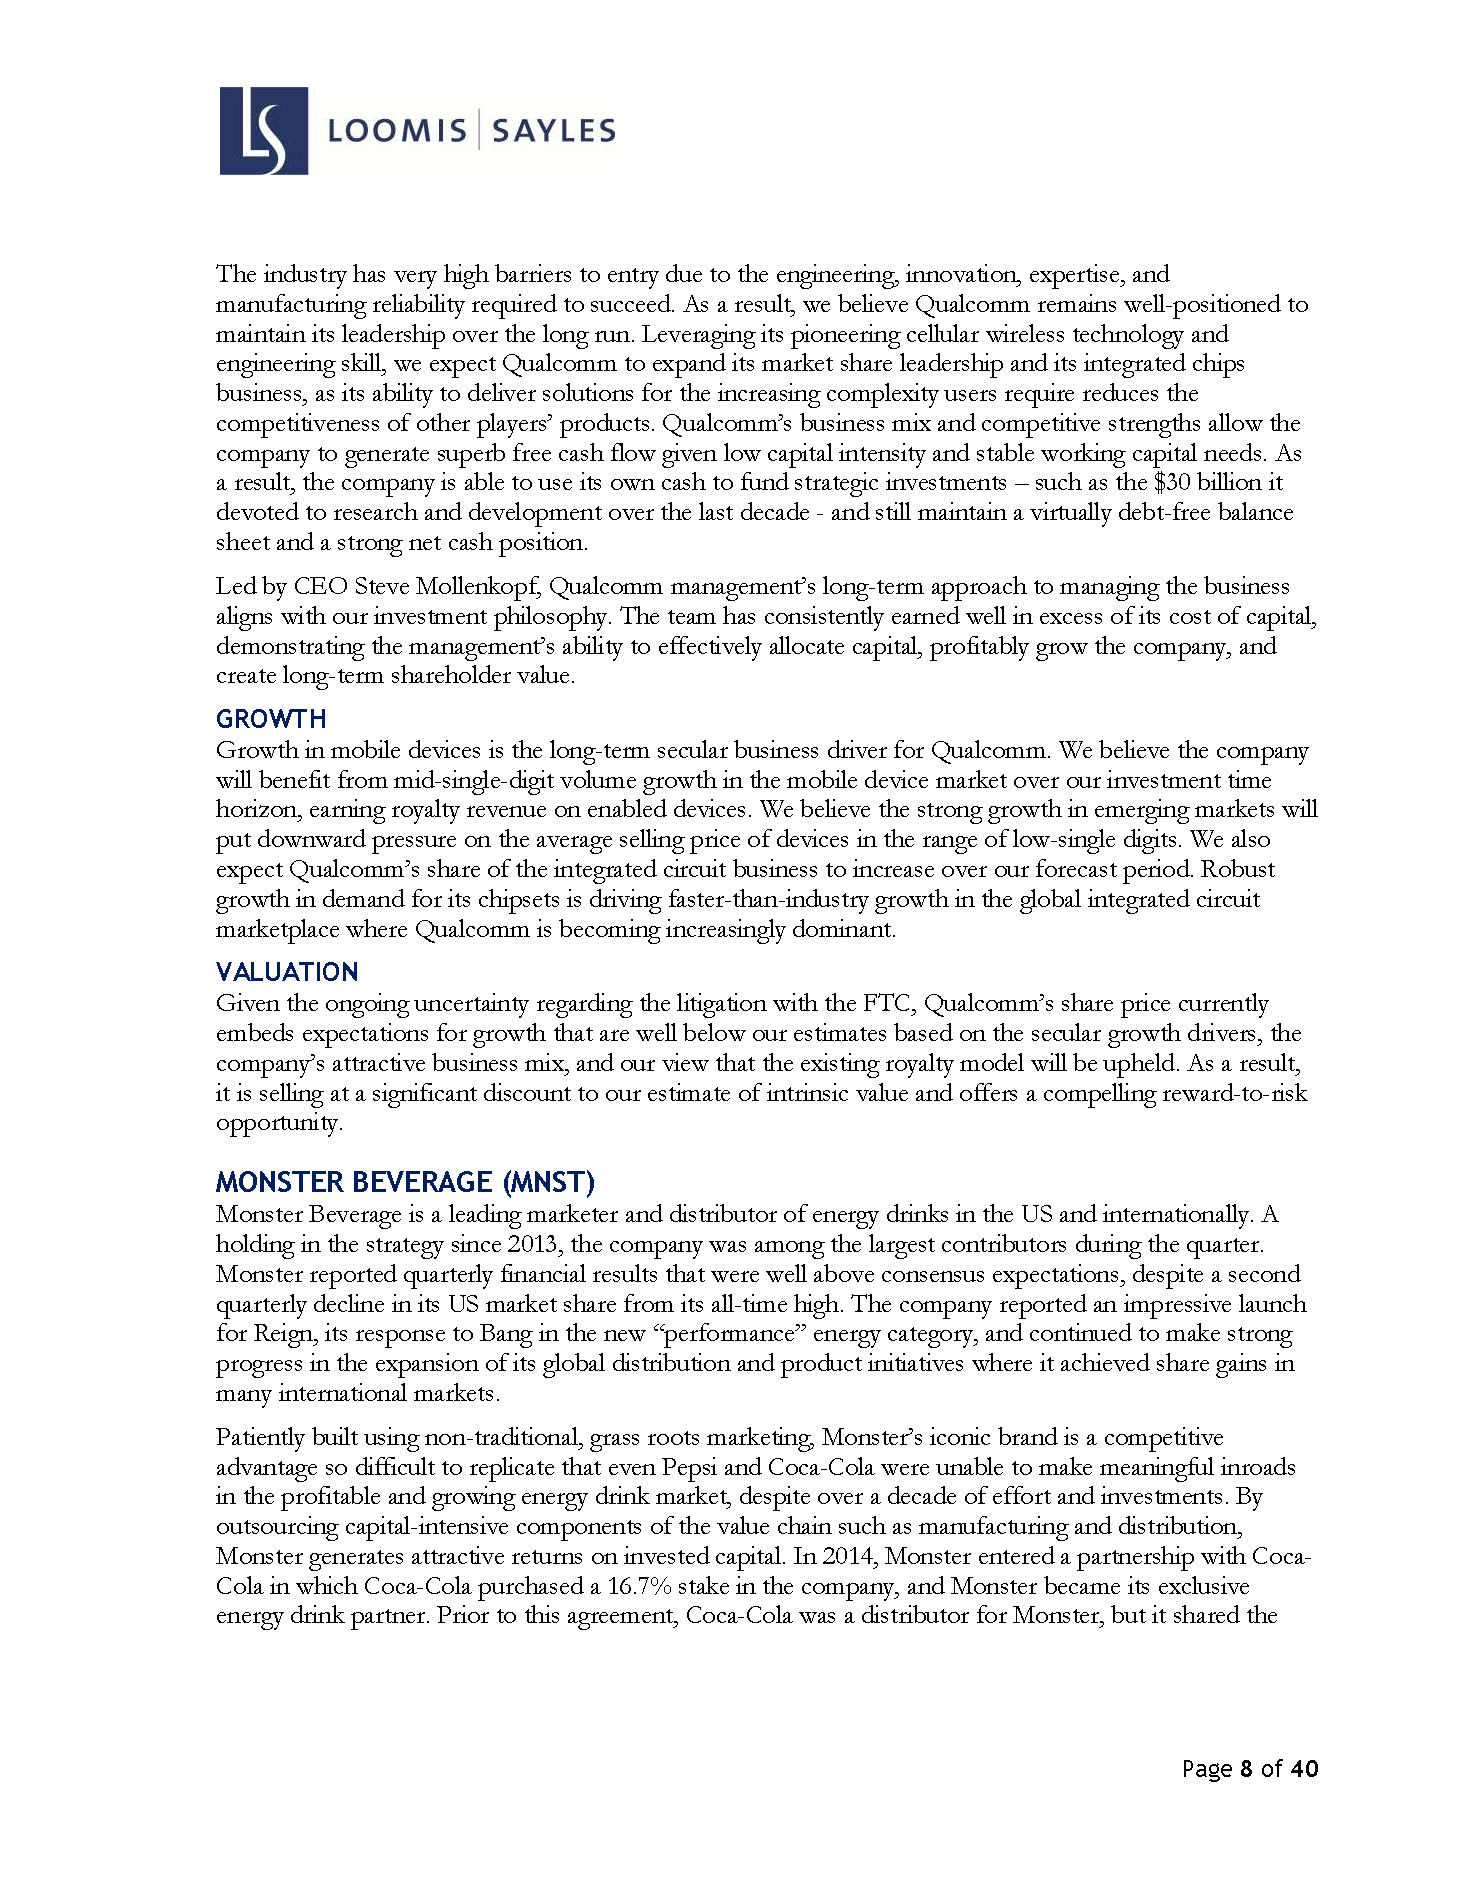 LS LOOMIS | SAYLES
The industry has very high barriers to entry due to the engineering, innovation, expertise, and
manufacturing reliability required to succeed. As a result, we believe Qualcomm remains well-positioned to
maintain its leadership over the long run. Leveraging its pioneering cellular wireless technology and
engineering skill, we expect Qualcomm to expand its market share leadership and its integrated chips
business, as its ability to deliver solutions for the increasing complexity users require reduces the
competitiveness of other players’ products. Qualcomm’s business mix and competitive strengths allow the
company to generate superb free cash flow given low capital intensity and stable working capital needs. As
a result, the company is able to use its own cash to fund strategic investments – such as the $30 billion it
devoted to research and development over the last decade - and still maintain a virtually debt-free balance
sheet and a strong net cash position.
Led by CEO Steve Mollenkopf, Qualcomm management’s long-term approach to managing the business
aligns with our investment philosophy. The team has consistently earned well in excess of its cost of capital,
demonstrating the management’s ability to effectively allocate capital, profitably grow the company, and
create long-term shareholder value.
GROWTH
Growth in mobile devices is the long-term secular business driver for Qualcomm. We believe the company
will benefit from mid-single-digit volume growth in the mobile device market over our investment time
horizon, earning royalty revenue on enabled devices. We believe the strong growth in emerging markets will
put downward pressure on the average selling price of devices in the range of low-single digits. We also
expect Qualcomm’s share of the integrated circuit business to increase over our forecast period. Robust
growth in demand for its chipsets is driving faster-than-industry growth in the global integrated circuit
marketplace where Qualcomm is becoming increasingly dominant.
VALUATION
Given the ongoing uncertainty regarding the litigation with the FTC, Qualcomm’s share price currently
embeds expectations for growth that are well below our estimates based on the secular growth drivers, the
company’s attractive business mix, and our view that the existing royalty model will be upheld. As a result,
it is selling at a significant discount to our estimate of intrinsic value and offers a compelling reward-to-risk
opportunity.
MONSTER BEVERAGE (MNST)
Monster Beverage is a leading marketer and distributor of energy drinks in the US and internationally. A
holding in the strategy since 2013, the company was among the largest contributors during the quarter.
Monster reported quarterly financial results that were well above consensus expectations, despite a second
quarterly decline in its US market share from its all-time high. The company reported an impressive launch
for Reign, its response to Bang in the new “performance” energy category, and continued to make strong
progress in the expansion of its global distribution and product initiatives where it achieved share gains in
many international markets.
Patiently built using non-traditional, grass roots marketing, Monster’s iconic brand is a competitive
advantage so difficult to replicate that even Pepsi and Coca-Cola were unable to make meaningful inroads
in the profitable and growing energy drink market, despite over a decade of effort and investments. By
outsourcing capital-intensive components of the value chain such as manufacturing and distribution,
Monster generates attractive returns on invested capital. In 2014, Monster entered a partnership with Coca-
Cola in which Coca-Cola purchased a 16.7% stake in the company, and Monster became its exclusive
energy drink partner. Prior to this agreement, Coca-Cola was a distributor for Monster, but it shared the
Page 8 of 40